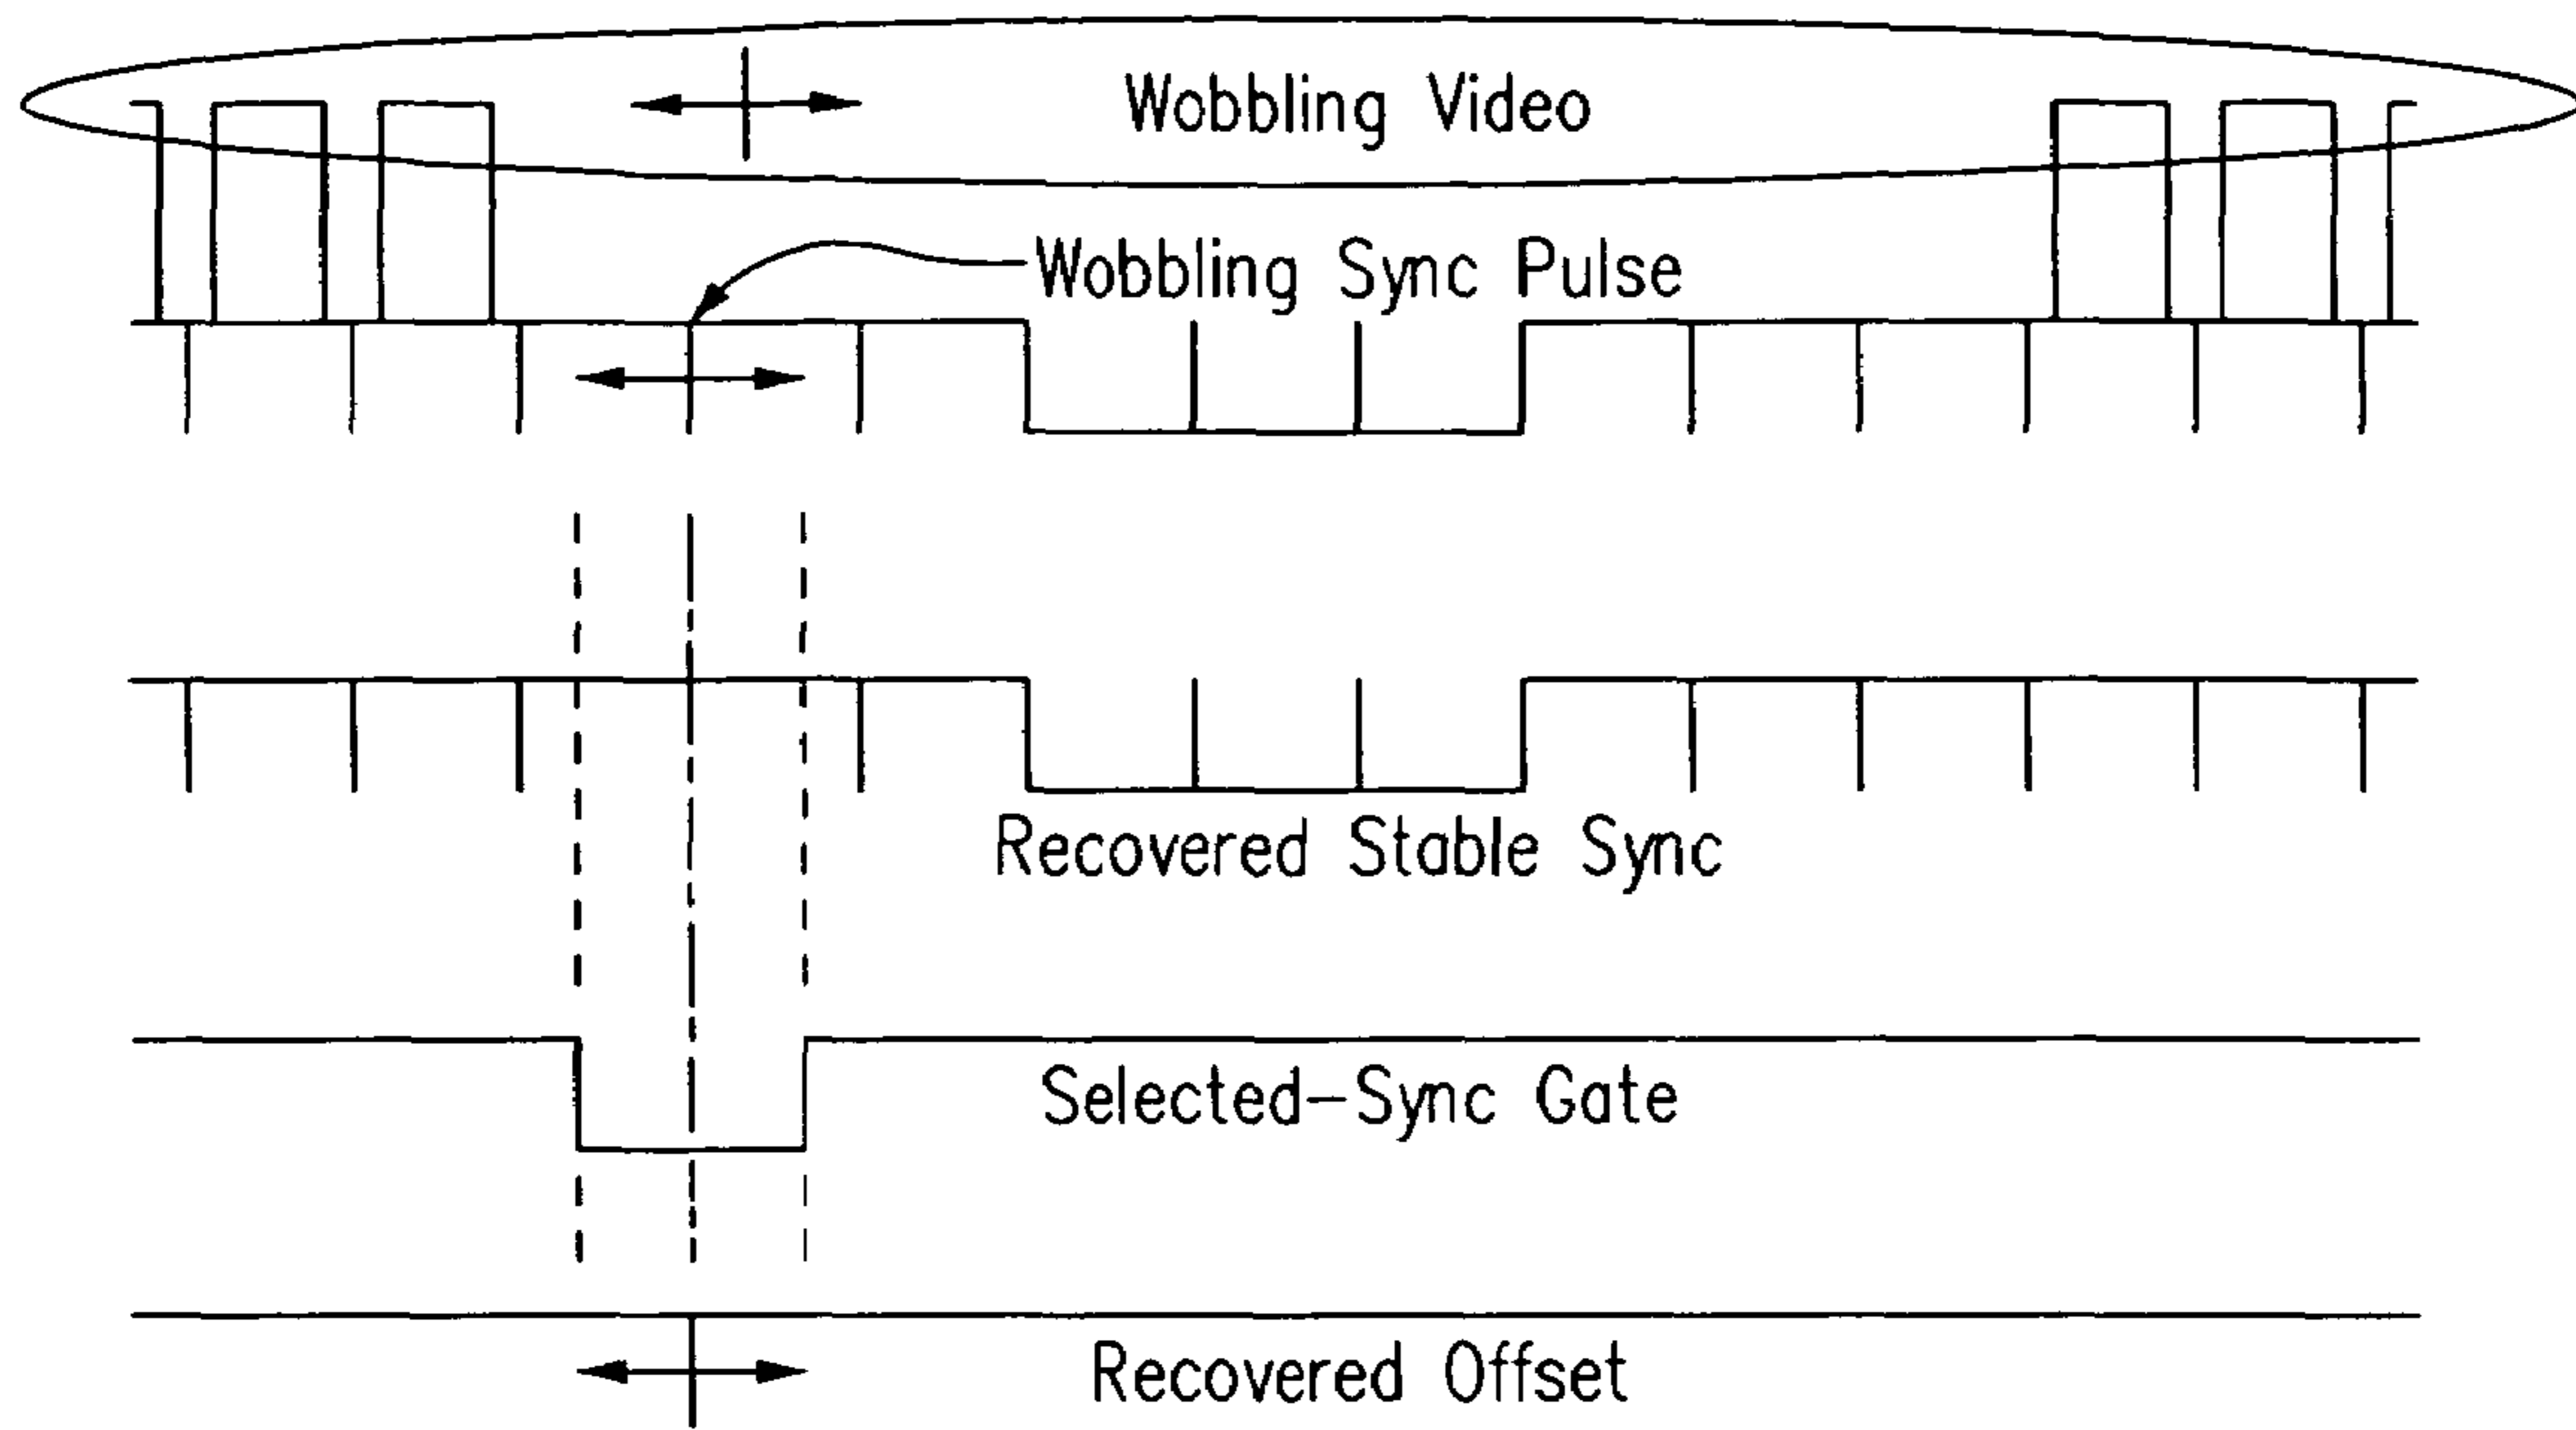 Wobbling Video
Wobbling Sync Pulse
Recovered Stable Sync
Selected-Sync Gate
Recovered Offset